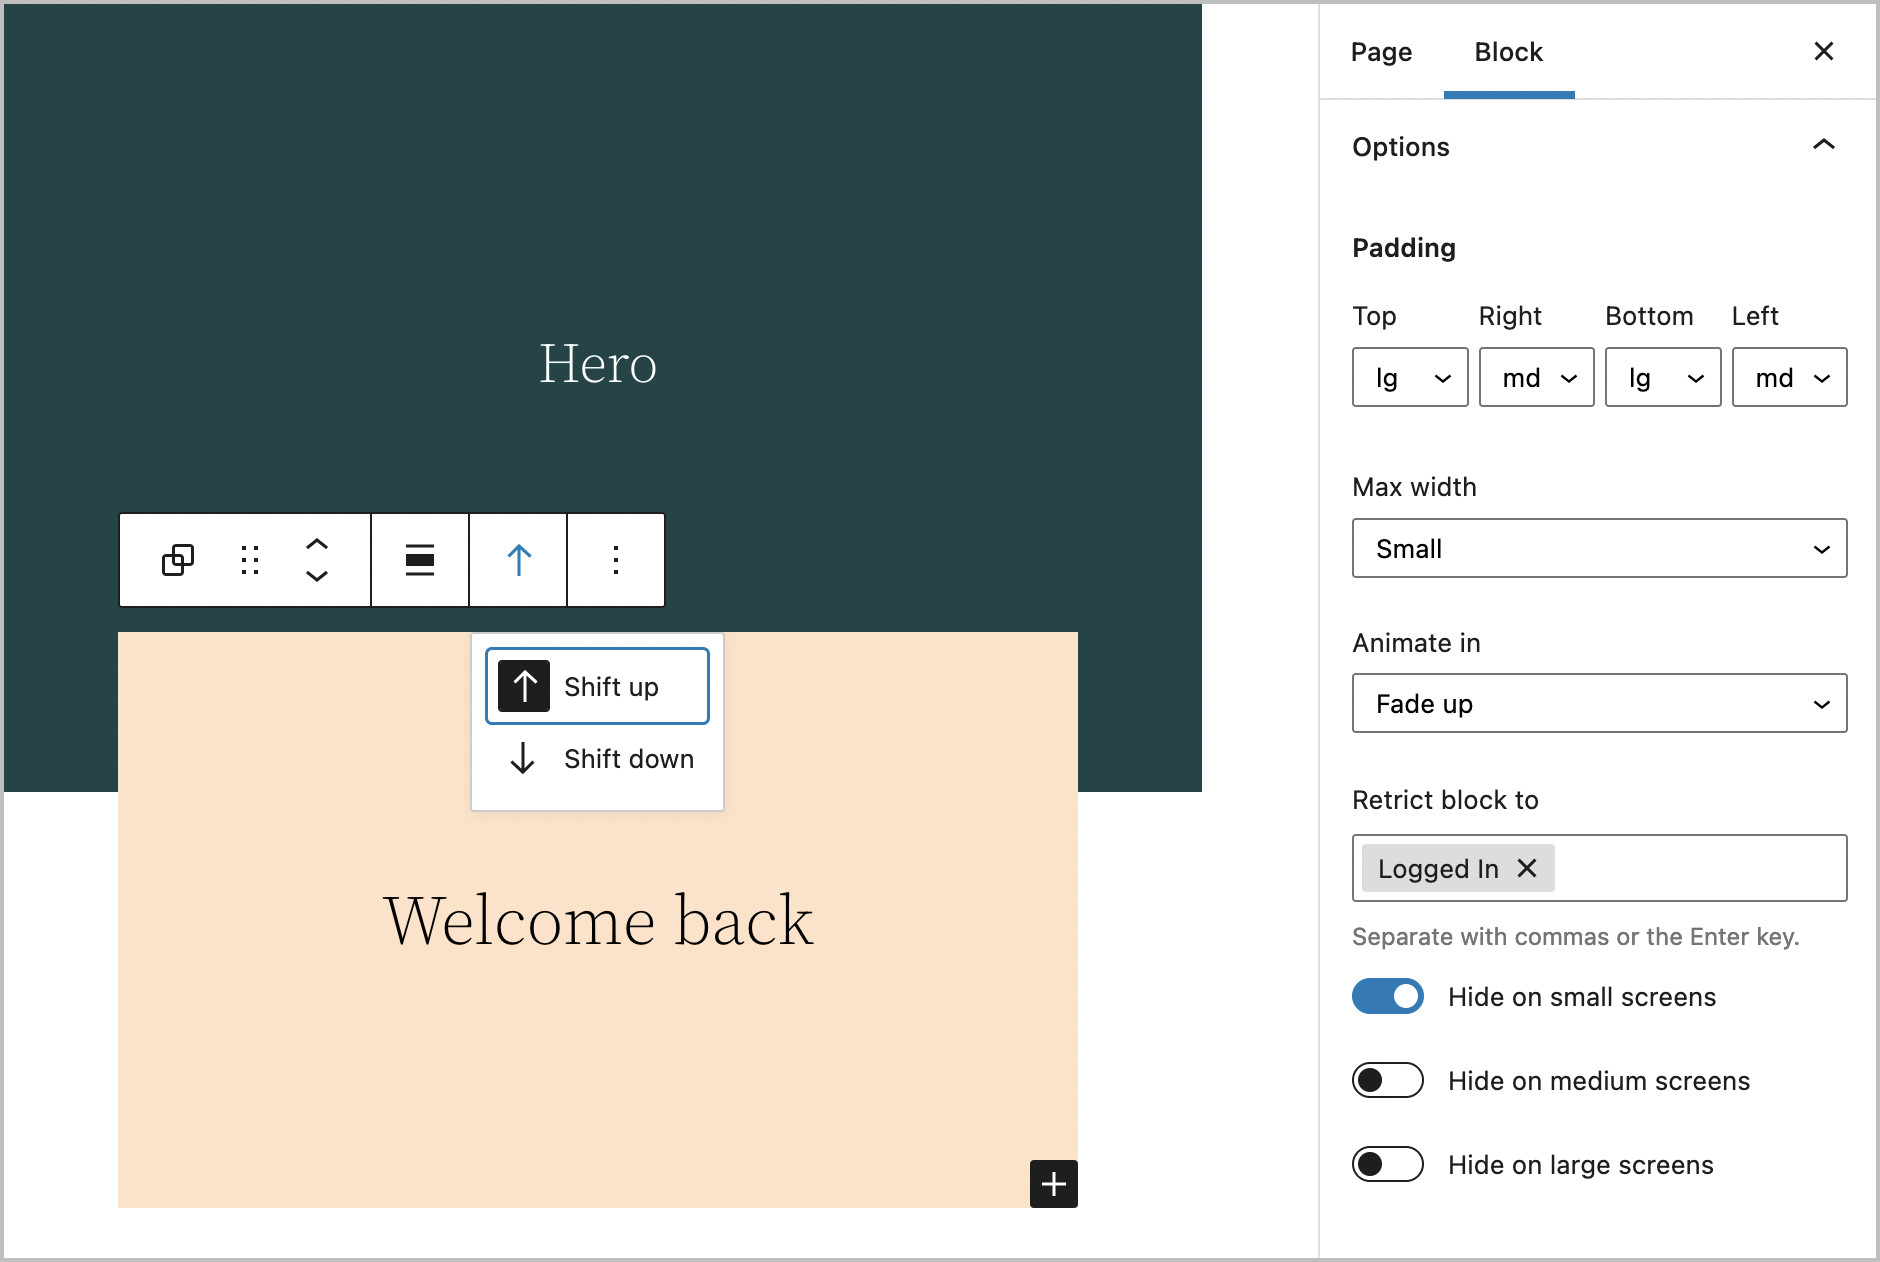 Hero
Shift up
Shift down
Welcome back
Page Block
Options
Padding
Top Right Bottom Left
lg md lg md
Max width
Small
Animate in
Fade up
Retrict block to
Logged In
Separate with commas or the Enter key.
Hide on small screens
Hide on medium screens
Hide on large screens